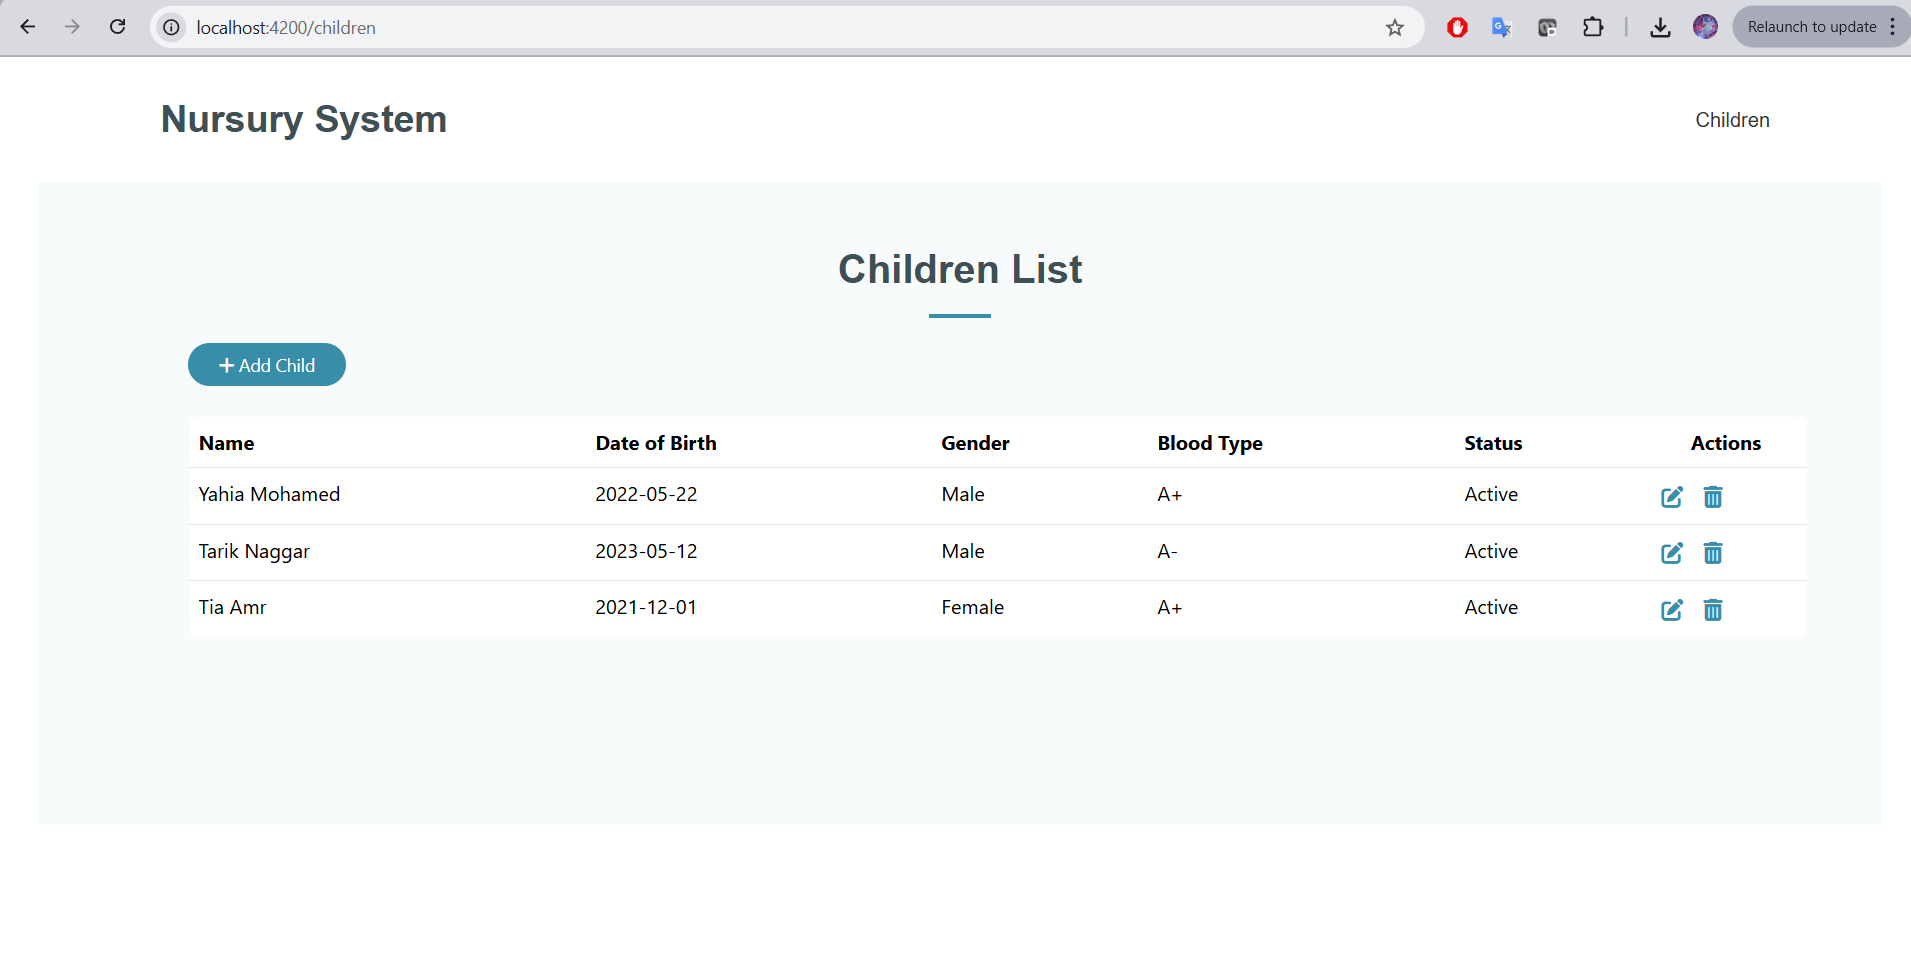 localhost:4200/children
Relaunch to update
Nursury System
Children
Children List
Add Child
Name Date of Birth Gender Blood Type Status Actions
Yahia Mohamed 2022-05-22 Male A+ Active
Tarik Naggar 2023-05-12 Male A- Active
Tia Amr 2021-12-01 Female A+ Active